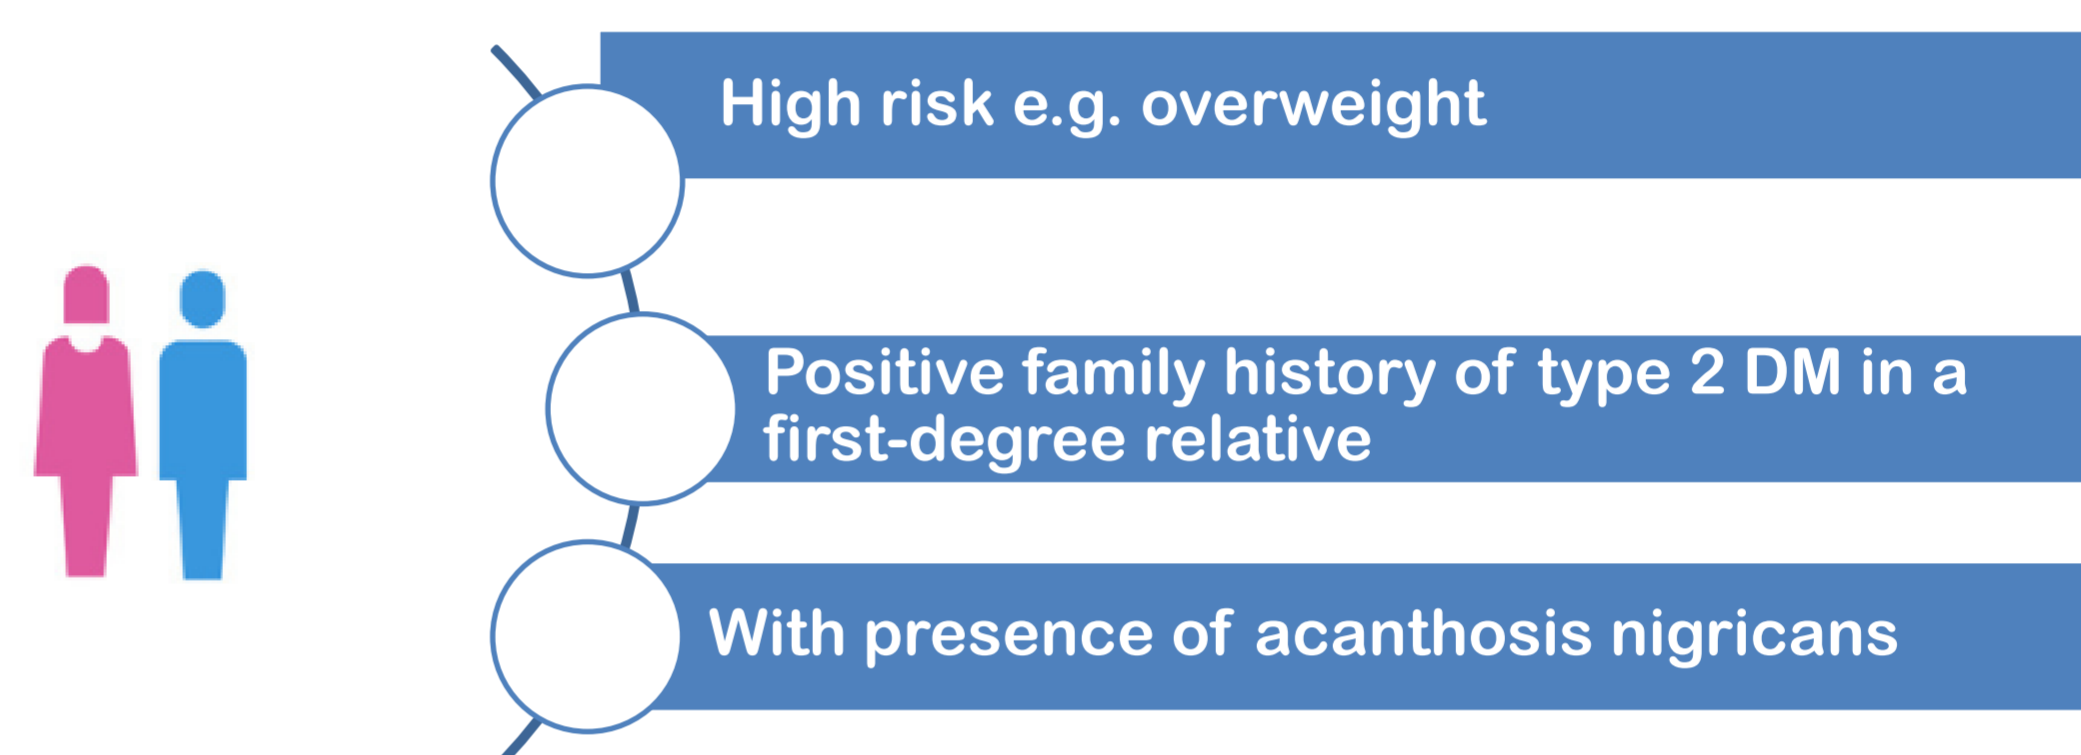 High risk e.g. overweight
Positive family history of type 2 DM in a
first-degree relative
With presence of acanthosis nigricans